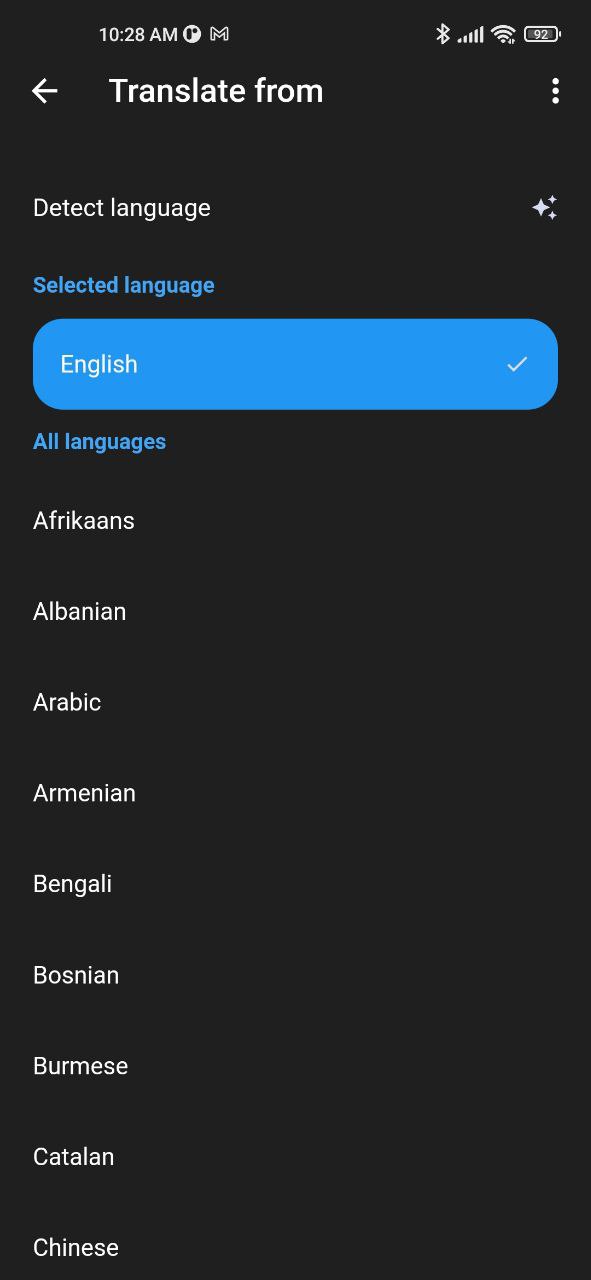 10:28 AM
92
Translate from
Detect language
Selected language
English
All languages
Afrikaans
Albanian
Arabic
Armenian
Bengali
Bosnian
Burmese
Catalan
Chinese